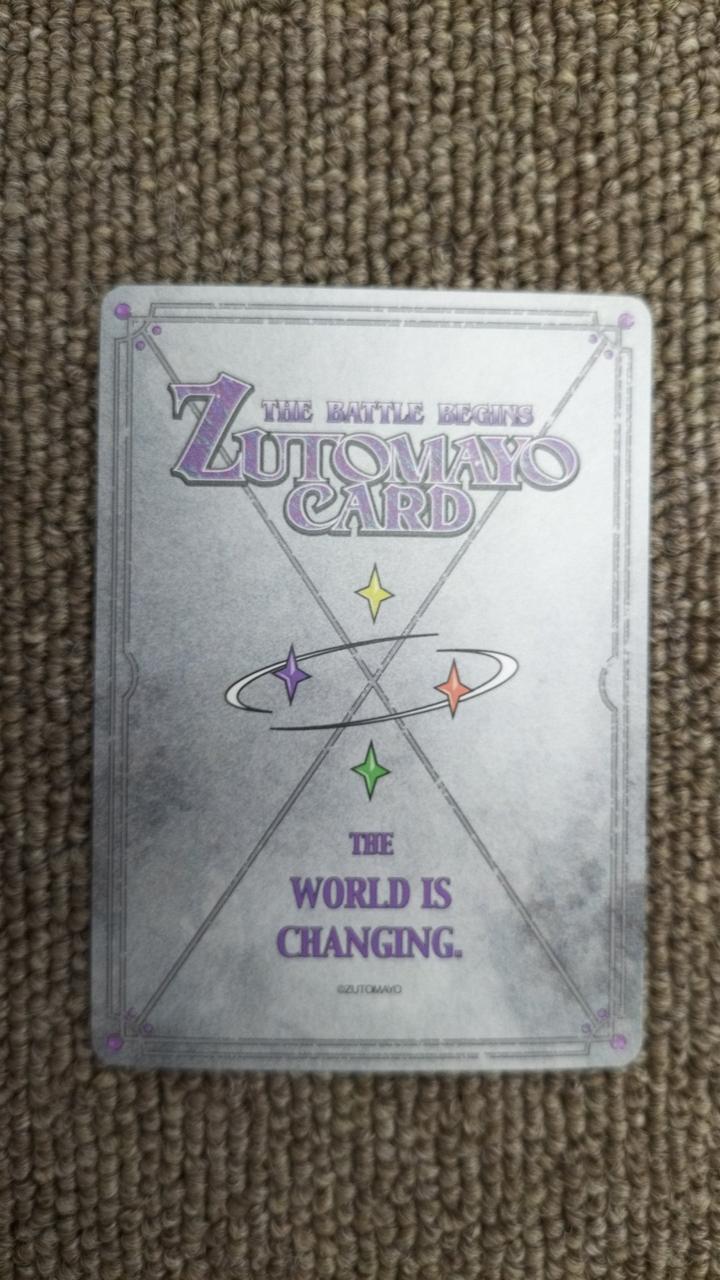 THE BATTLE BEGINS
ZUTOMAYO
CARD
THE
WORLD IS
CHANGING.
©ZUTOMAYO